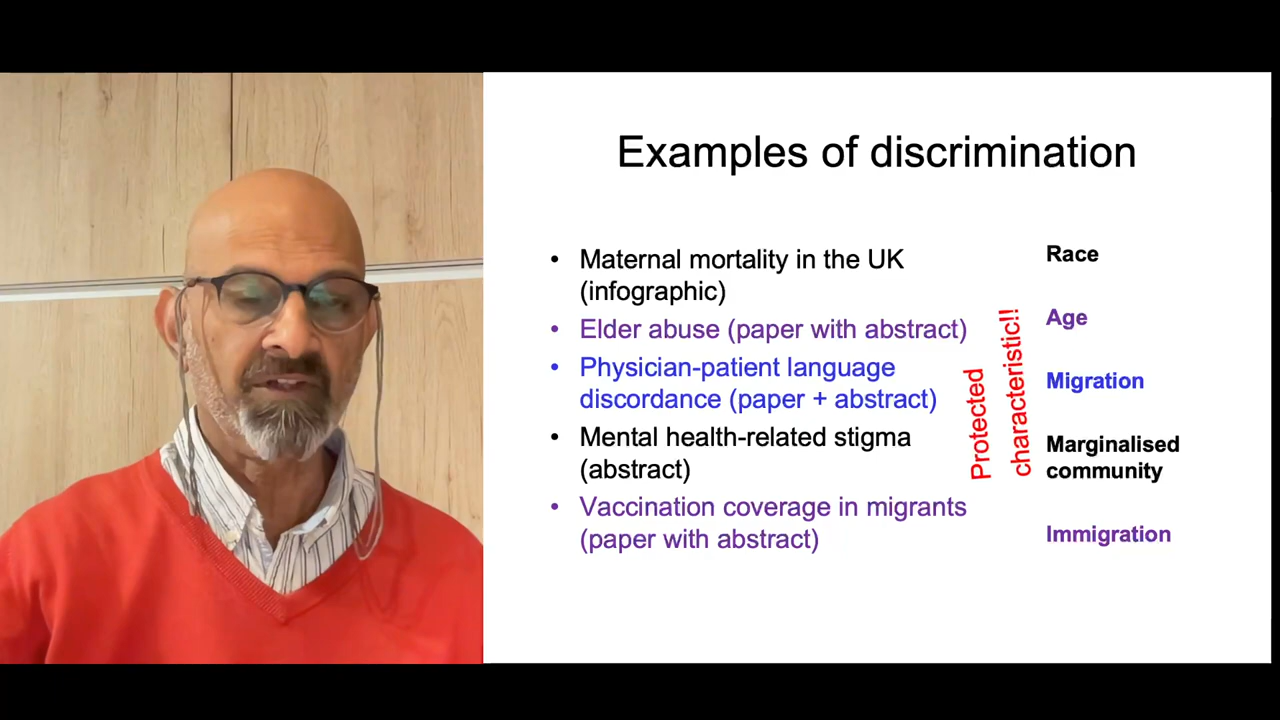 Examples of discrimination
• Maternal mortality in the UK
(infographic)
• Elder abuse (paper with abstract)
• Physician-patient language
discordance (paper + abstract)
• Mental health-related stigma
(abstract)
• Vaccination coverage in migrants
(paper with abstract)
Protected
characteristic!!
Race
Age
Migration
Marginalised
community
Immigration